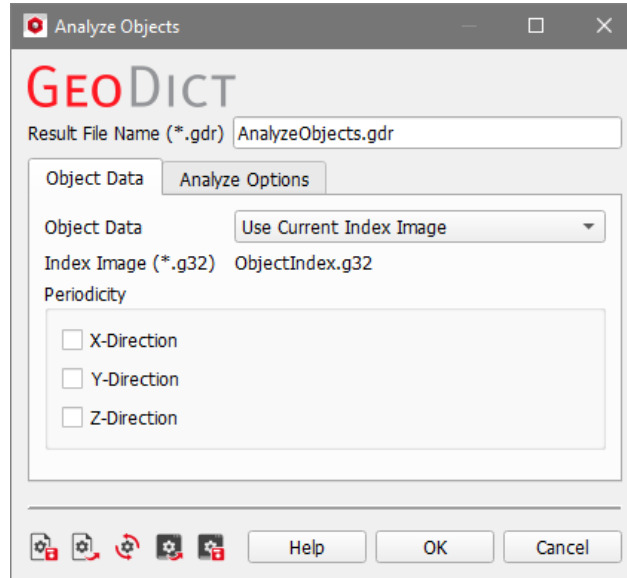 Analyze Objects
GEODICT
Result File Name (*.gdr) AnalyzeObjects.gdr
Object Data Analyze Options
Object Data Use Current Index Image
Index Image (*.g32) ObjectIndex.g32
Periodicity
X-Direction
Y-Direction
Z-Direction
Help OK Cancel